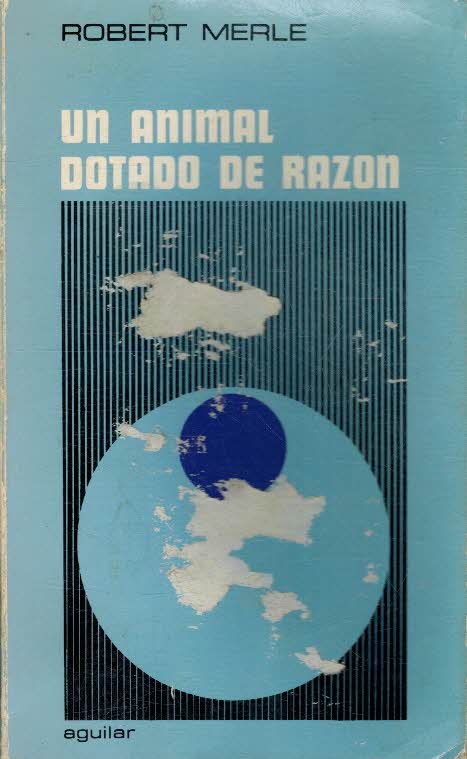 ROBERT MERLE
UN ANIMAL
DOTADO DE RAZON
aguilar